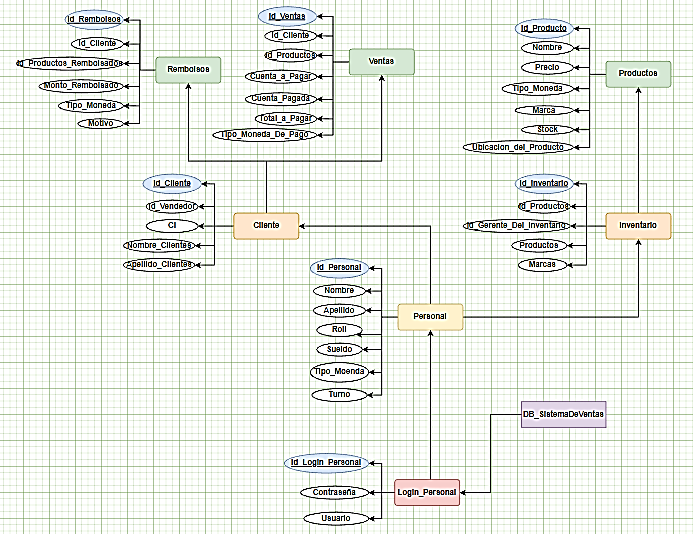 Id_Rembolsos
Id_Cliente
Id_Productos_Rembolsados
Monto_Rembolsado
Tipo_Moneda
Motivo
Rembolsos
Id_Ventas
Id_Cliente
Id_Productos
Cuenta_a_Pagar
Cuenta_Pagada
Total_a_Pagar
Tipo_Moneda_De_Pago
Ventas
Id_Producto
Nombre
Precio
Tipo_Moneda
Marca
Stock
Ubicacion_del_Producto
Productos
Id_Cliente
Id_Vendedor
CI
Nombre_Clientes
Apellido_Clientes
Cliente
Id_Inventario
Id_Productos
Id_Gerente_Del_Inventario
Productos
Marcas
Inventario
Id_Personal
Nombre
Apellido
Roll
Sueldo
Tipo_Moenda
Turno
Personal
DB_SistemaDeVentas
Id_Login_Personal
Contraseña
Usuario
Login_Personal